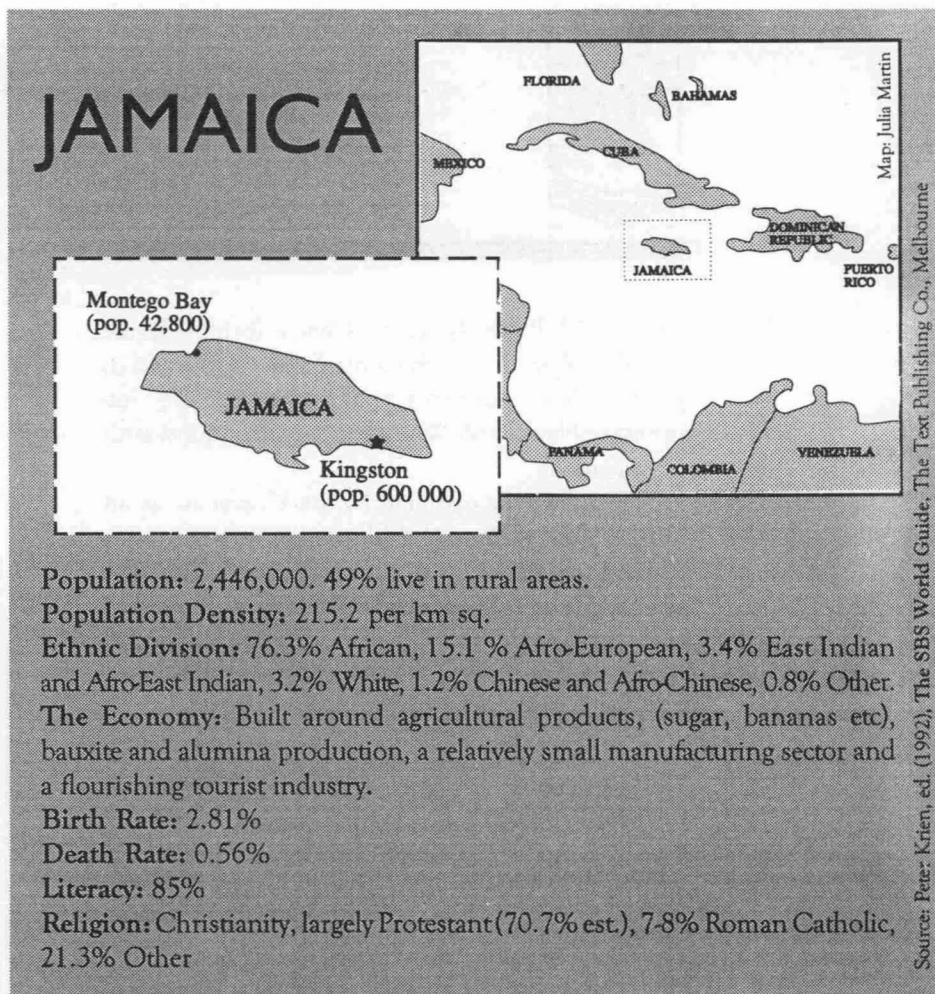 JAMAICA
FLORIDA
BAHAMAS
CUBA
MEXICO
DOMINICAN
REPUBLIC
JAMAICA
PUERTO
RICO
PANAMA
COLOMBIA
VENEZUELA
Map: Julia Martin
Montego Bay
(pop. 42,800)
JAMAICA
Kingston
(pop. 600 000)
Population: 2,446,000. 49% live in rural areas.
Population Density: 215.2 per km sq.
Ethnic Division: 76.3% African, 15.1 % Afro-European, 3.4% East Indian
and Afro-East Indian, 3.2% White, 1.2% Chinese and Afro-Chinese, 0.8% Other.
The Economy: Built around agricultural products, (sugar, bananas etc),
bauxite and alumina production, a relatively small manufacturing sector and
a flourishing tourist industry.
Birth Rate: 2.81%
Death Rate: 0.56%
Literacy: 85%
Religion: Christianity, largely Protestant (70.7% est.), 7-8% Roman Catholic,
21.3% Other
Source: Peter Krien, ed. (1992), The SBS World Guide, The Text Publishing Co., Melbourne